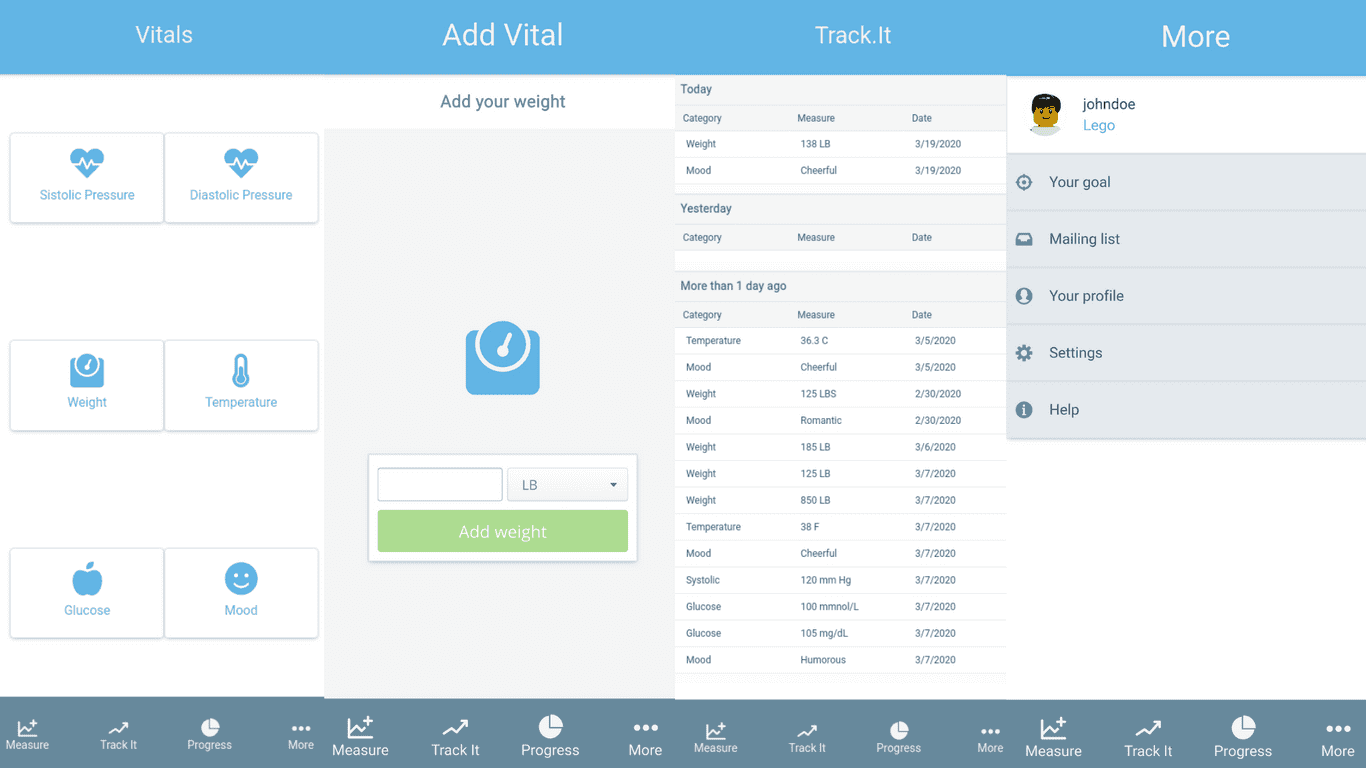 Vitals
Sistolic Pressure
Diastolic Pressure
Weight
Temperature
Glucose
Mood
Measure
Track It
Progress
More
Add Vital
Add your weight
LB
Add weight
Measure
Track It
Progress
More
Track.It
Today
Category Measure Date
Weight 138 LB 3/19/2020
Mood Cheerful 3/19/2020
Yesterday
Category Measure Date
More than 1 day ago
Category Measure Date
Temperature 36.3 C 3/5/2020
Mood Cheerful 3/5/2020
Weight 125 LBS 2/30/2020
Mood Romantic 2/30/2020
Weight 185 LB 3/6/2020
Weight 125 LB 3/7/2020
Weight 850 LB 3/7/2020
Temperature 38 F 3/7/2020
Mood Cheerful 3/7/2020
Systolic 120 mm Hg 3/7/2020
Glucose 100 mmnol/L 3/7/2020
Glucose 105 mg/dL 3/7/2020
Mood Humorous 3/7/2020
Measure
Track It
Progress
More
More
johndoe
Lego
Your goal
Mailing list
Your profile
Settings
Help
Measure
Track It
Progress
More